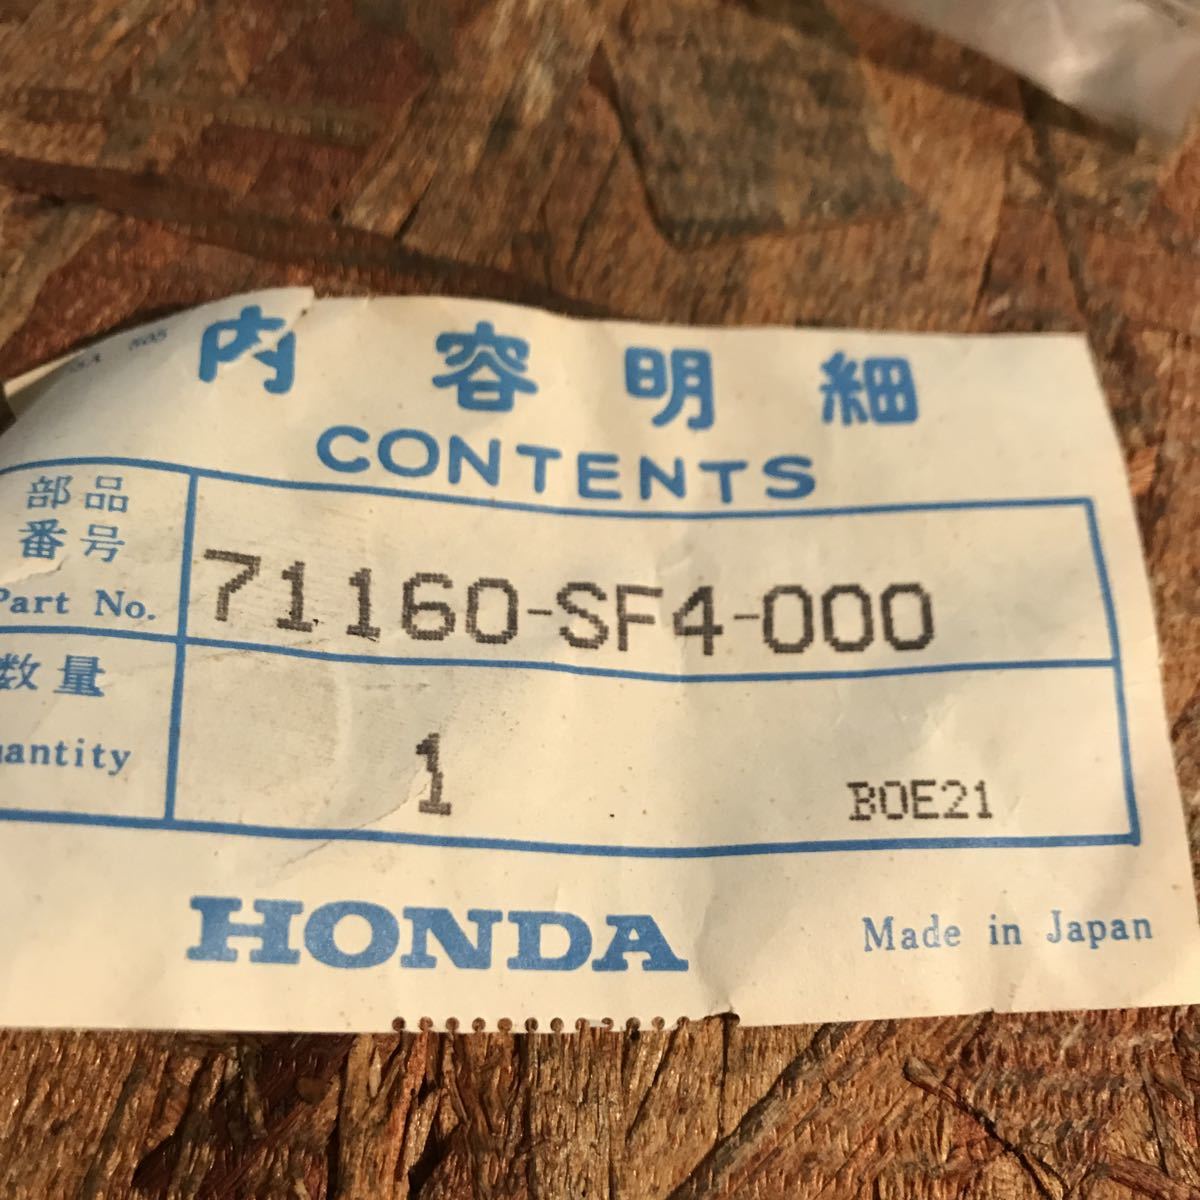 内容明細
CONTENTS
部品
番号
Part No.
71160-SF4-000
数量
uantity
1
B0E21
HONDA
Made in Japan